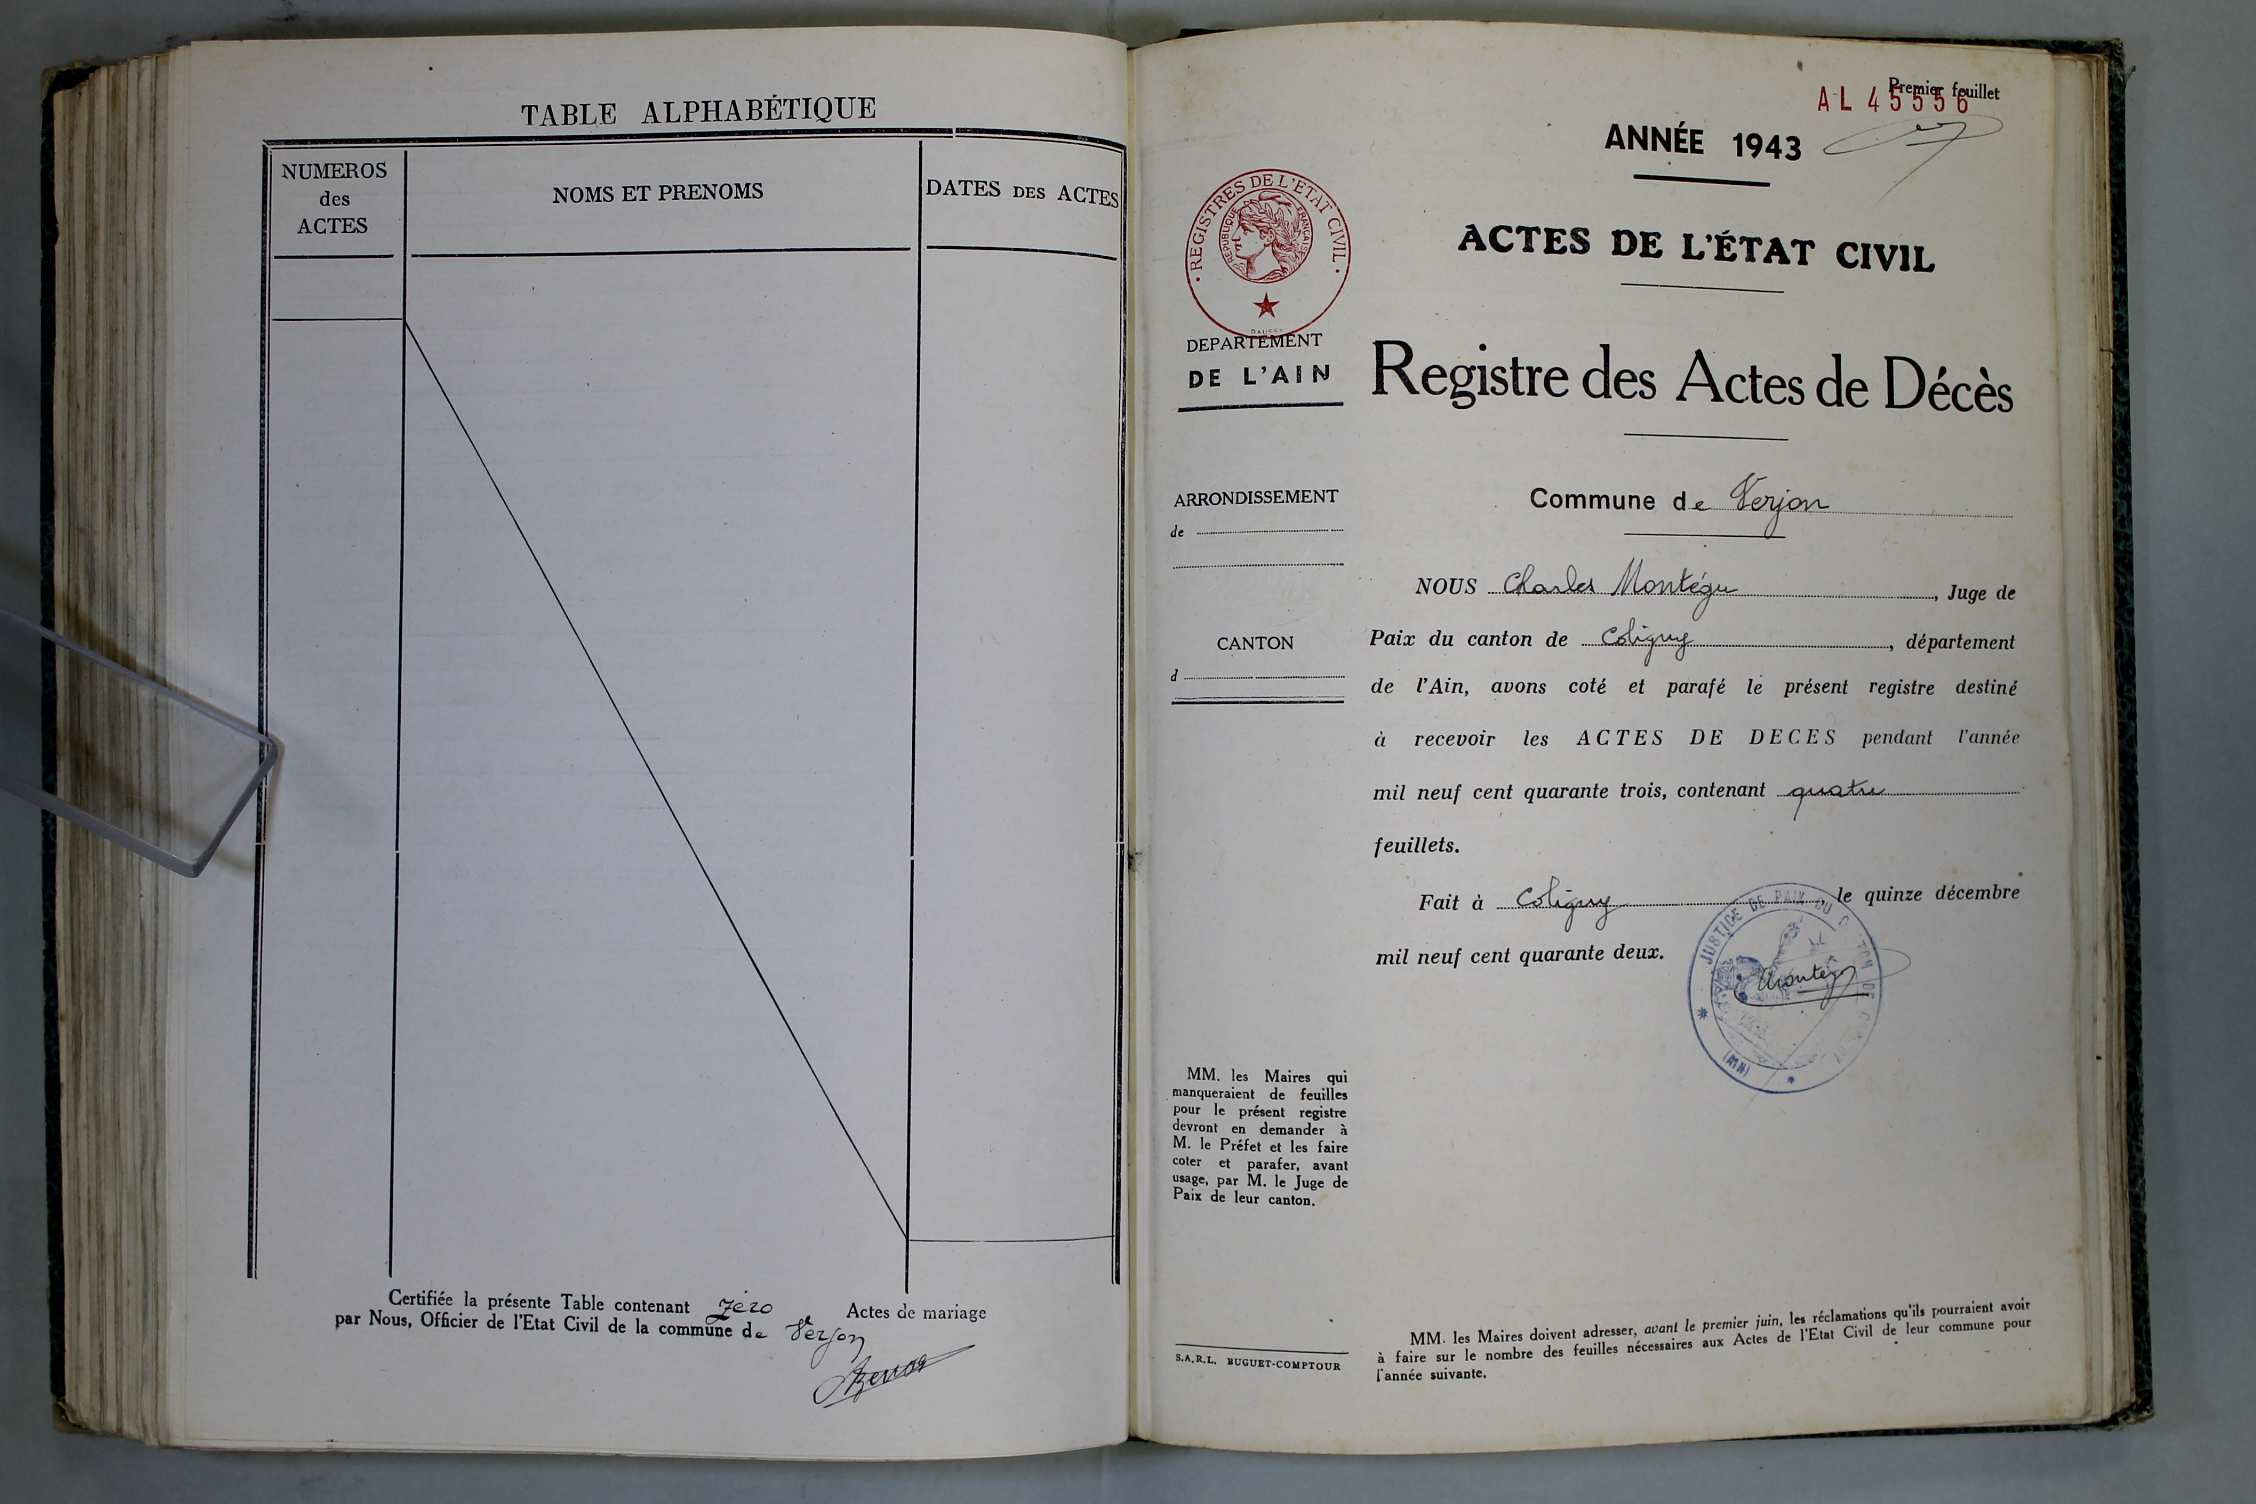 TABLE ALPHABÉTIQUE
NUMEROS
des
ACTES
NOMS ET PRENOMS
DATES DES ACTES
Certifiée la présente Table contenant zéro Actes de mariage
par Nous, Officier de l'Etat Civil de la commune de Verjon
Premier feuillet
AL 45556
ANNÉE 1943
· REGISTRES DE L'ETAT CIVIL ·
REPUBLIQUE FRANÇAISE
ACTES DE L'ÉTAT CIVIL
DEPARTEMENT
DE L'AIN
Registre des Actes de Décès
ARRONDISSEMENT
de
CANTON
d
Commune de Verjon
NOUS Charles Montégu, Juge de
Paix du canton de Coligny, département
de l'Ain, avons coté et parafé le présent registre destiné
à recevoir les ACTES DE DECES pendant l'année
mil neuf cent quarante trois, contenant quatre
feuillets.
Fait à Coligny, le quinze décembre
mil neuf cent quarante deux.
JUSTICE DE PAIX DU CANTON DE
(AIN)
Montégu
MM. les Maires qui
manqueraient de feuilles
pour le présent registre
devront en demander à
M. le Préfet et les faire
coter et parafer, avant
usage, par M. le Juge de
Paix de leur canton.
S.A.R.L. BUGUET-COMPTOUR
MM. les Maires doivent adresser, avant le premier juin, les réclamations qu'ils pourraient avoir
à faire sur le nombre des feuilles nécessaires aux Actes de l'Etat Civil de leur commune pour
l'année suivante.